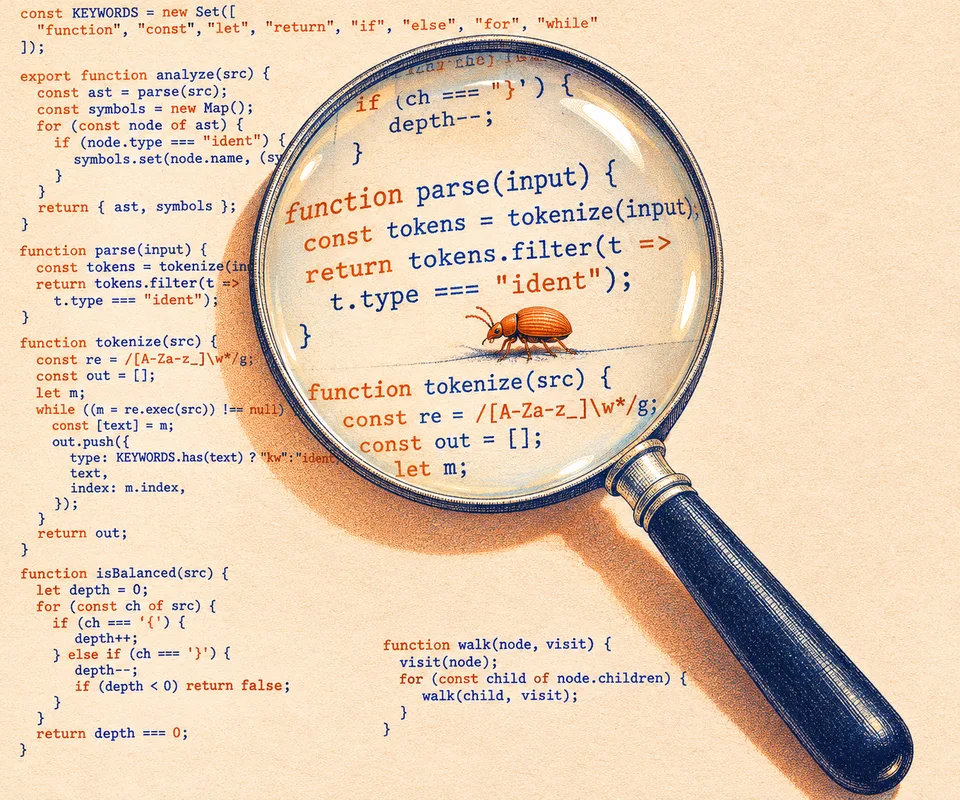 const KEYWORDS = new Set([
"function", "const", "let", "return", "if", "else", "for", "while"
]);
export function analyze(src) {
const ast = parse(src);
const symbols = new Map();
for (const node of ast) {
if (node.type === "ident") {
symbols.set(node.name, (sy
}
}
return { ast, symbols };
}
function parse(input) {
const tokens = tokenize(in
return tokens.filter(t =>
t.type === "ident");
}
function tokenize(src) {
const re = /[A-Za-z_]\w*/g;
const out = [];
let m;
while ((m = re.exec(src)) !== null)
const [text] = m;
out.push({
type: KEYWORDS.has(text) ? "kw":"ident
text,
index: m.index,
});
}
return out;
}
function isBalanced(src) {
let depth = 0;
for (const ch of src) {
if (ch === '{') {
depth++;
} else if (ch === '}') {
depth--;
if (depth < 0) return false;
}
}
return depth === 0;
}
if (ch === "}') {
depth--;
}
function parse(input) {
const tokens = tokenize(input);
return tokens.filter(t =>
t.type === "ident");
}
function tokenize(src) {
const re = /[A-Za-z_]\w*/g;
const out = [];
let m;
function walk(node, visit) {
visit(node);
for (const child of node.children) {
walk(child, visit);
}
}